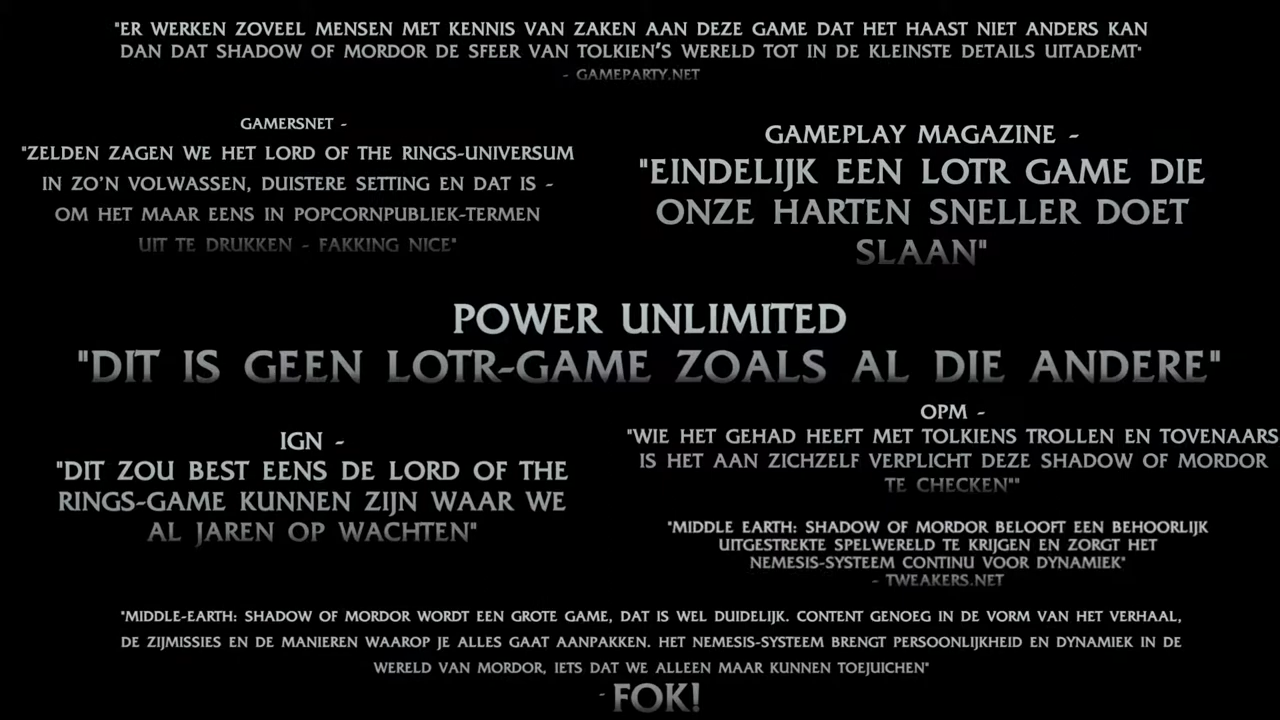 "ER WERKEN ZOVEEL MENSEN MET KENNIS VAN ZAKEN AAN DEZE GAME DAT HET HAAST NIET ANDERS KAN
DAN DAT SHADOW OF MORDOR DE SFEER VAN TOLKIEN'S WERELD TOT IN DE KLEINSTE DETAILS UITADEMT"
- GAMEPARTY.NET
GAMERSNET -
"ZELDEN ZAGEN WE HET LORD OF THE RINGS-UNIVERSUM
IN ZO'N VOLWASSEN, DUISTERE SETTING EN DAT IS -
OM HET MAAR EENS IN POPCORNPUBLIEK-TERMEN
UIT TE DRUKKEN - FAKKING NICE"
GAMEPLAY MAGAZINE -
"EINDELIJK EEN LOTR GAME DIE
ONZE HARTEN SNELLER DOET
SLAAN"
POWER UNLIMITED
"DIT IS GEEN LOTR-GAME ZOALS AL DIE ANDERE"
IGN -
"DIT ZOU BEST EENS DE LORD OF THE
RINGS-GAME KUNNEN ZIJN WAAR WE
AL JAREN OP WACHTEN"
OPM -
"WIE HET GEHAD HEEFT MET TOLKIENS TROLLEN EN TOVENAARS
IS HET AAN ZICHZELF VERPLICHT DEZE SHADOW OF MORDOR
TE CHECKEN""
"MIDDLE EARTH: SHADOW OF MORDOR BELOOFT EEN BEHOORLIJK
UITGESTREKTE SPELWERELD TE KRIJGEN EN ZORGT HET
NEMESIS-SYSTEEM CONTINU VOOR DYNAMIEK"
- TWEAKERS.NET
"MIDDLE-EARTH: SHADOW OF MORDOR WORDT EEN GROTE GAME, DAT IS WEL DUIDELIJK. CONTENT GENOEG IN DE VORM VAN HET VERHAAL,
DE ZIJMISSIES EN DE MANIEREN WAAROP JE ALLES GAAT AANPAKKEN. HET NEMESIS-SYSTEEM BRENGT PERSOONLIJKHEID EN DYNAMIEK IN DE
WERELD VAN MORDOR, IETS DAT WE ALLEEN MAAR KUNNEN TOEJUICHEN"
- FOK!